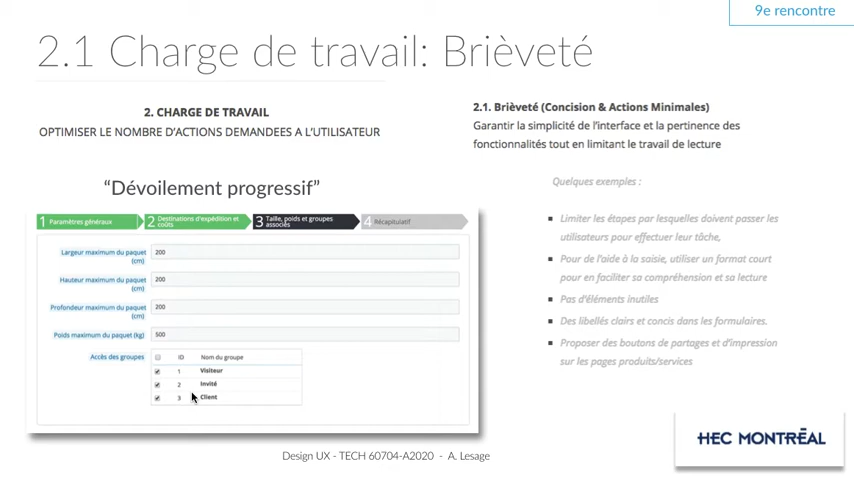 9e rencontre
2.1 Charge de travail: Brièveté
2. CHARGE DE TRAVAIL
OPTIMISER LE NOMBRE D'ACTIONS DEMANDEES A L'UTILISATEUR
2.1. Brièveté (Concision & Actions Minimales)
Garantir la simplicité de l'interface et la pertinence des
fonctionnalités tout en limitant le travail de lecture
“Dévoilement progressif”
1 Paramètres généraux
2 Destinations d'expédition et
coûts
3 Taille, poids et groupes
associés
4 Récapitulatif
Largeur maximum du paquet
(cm)
200
Hauteur maximum du paquet
(cm)
200
Profondeur maximum du paquet
(cm)
200
Poids maximum du paquet (kg)
500
Accès des groupes
ID Nom du groupe
1 Visiteur
2 Invité
3 Client
Quelques exemples :
Limiter les étapes par lesquelles doivent passer les
utilisateurs pour effectuer leur tâche,
Pour de l'aide à la saisie, utiliser un format court
pour en faciliter sa compréhension et sa lecture
Pas d'éléments inutiles
Des libellés clairs et concis dans les formulaires.
Proposer des boutons de partages et d'impression
sur les pages produits/services
Design UX - TECH 60704-A2020 - A. Lesage
HEC MONTRĒAL